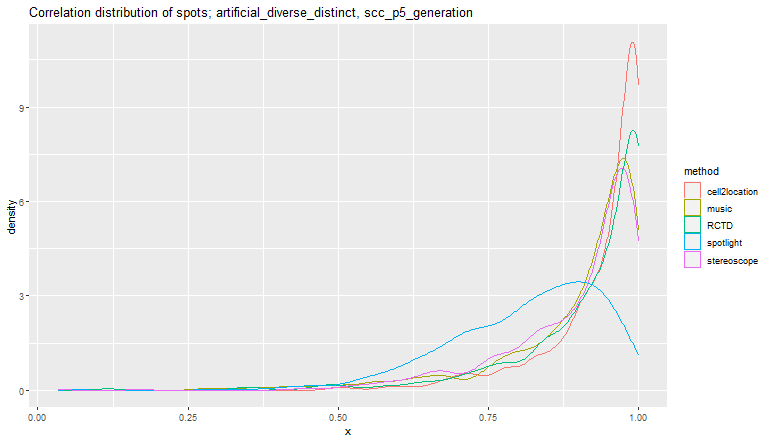 Correlation distribution of spots; artificial_diverse_distinct, scc_p5_generation
density
9
6
3
0
0.00
0.25
0.50
0.75
1.00
x
method
cell2location
music
RCTD
spotlight
stereoscope